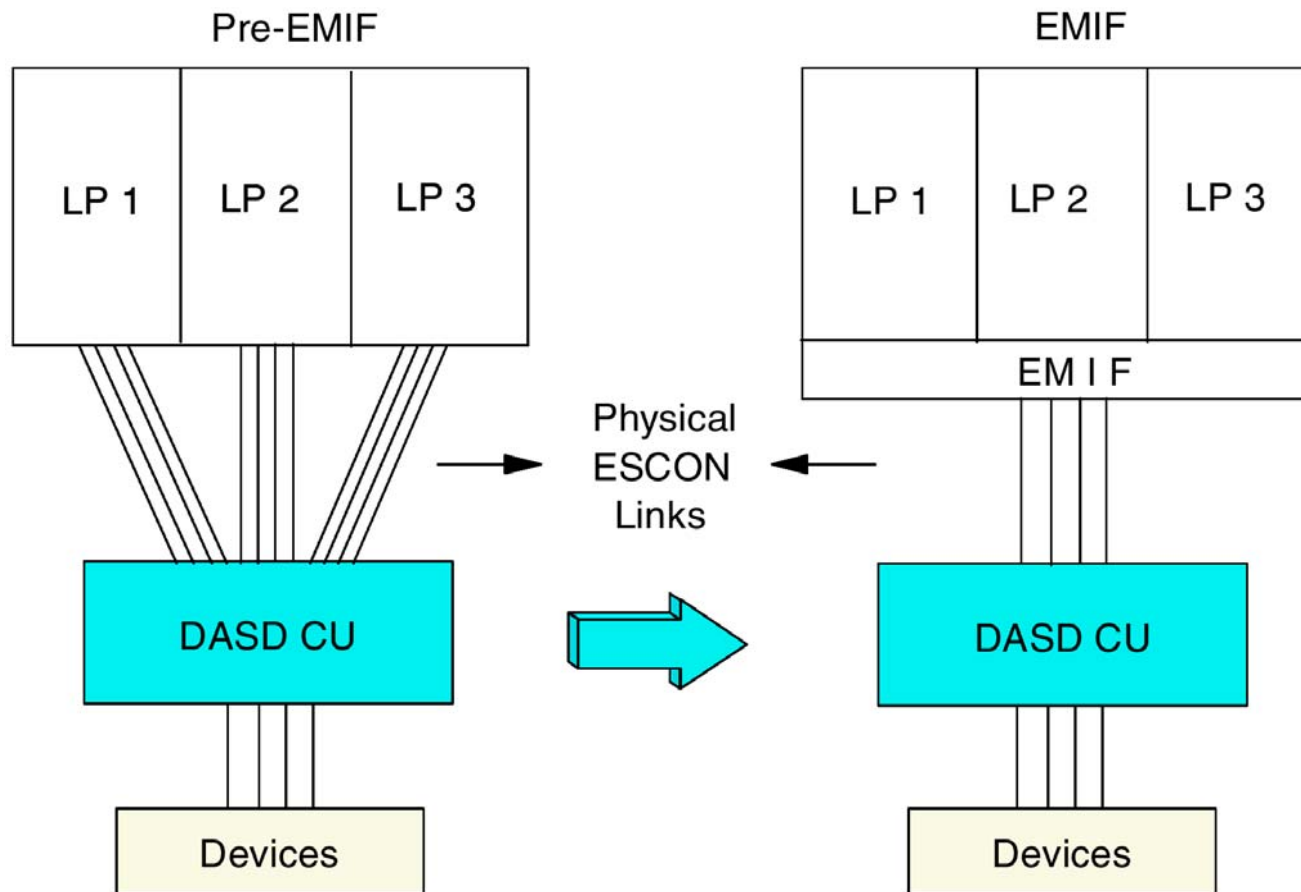 Pre-EMIF
EMIF
LP 1
LP 2
LP 3
LP 1
LP 2
LP 3
EM I F
Physical
ESCON
Links
DASD CU
DASD CU
Devices
Devices